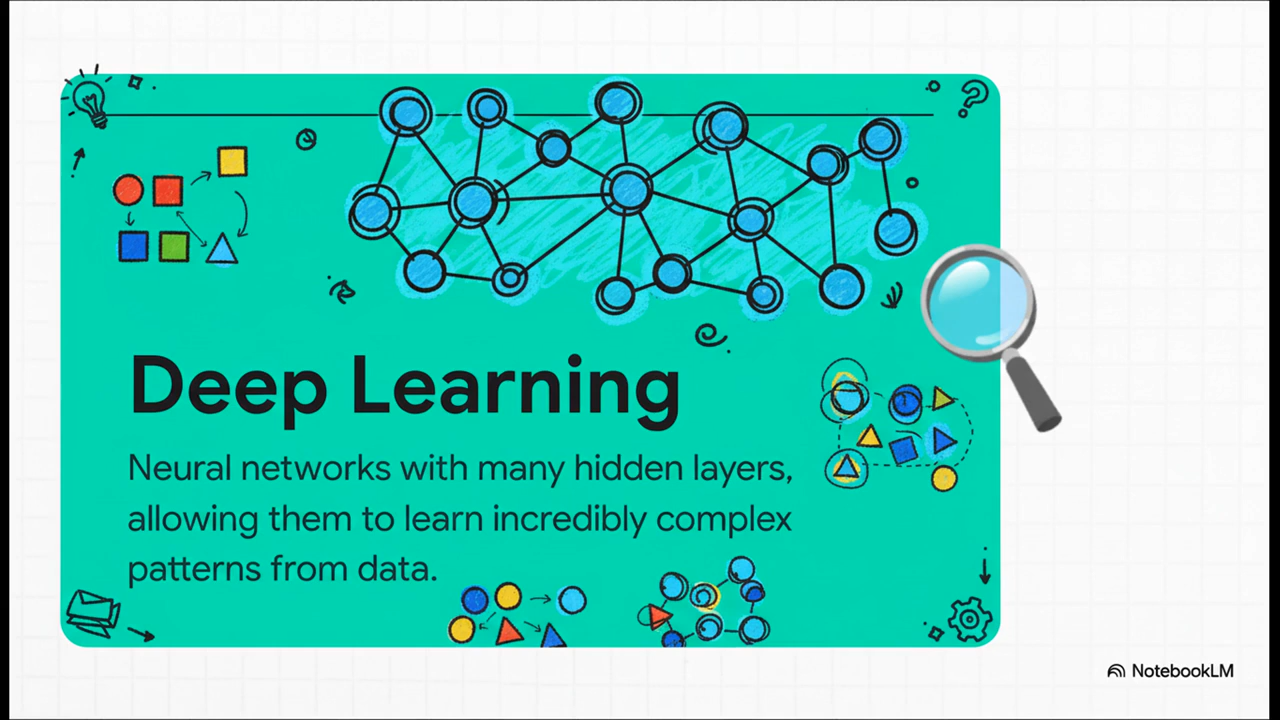 Deep Learning
Neural networks with many hidden layers,
allowing them to learn incredibly complex
patterns from data.
NotebookLM